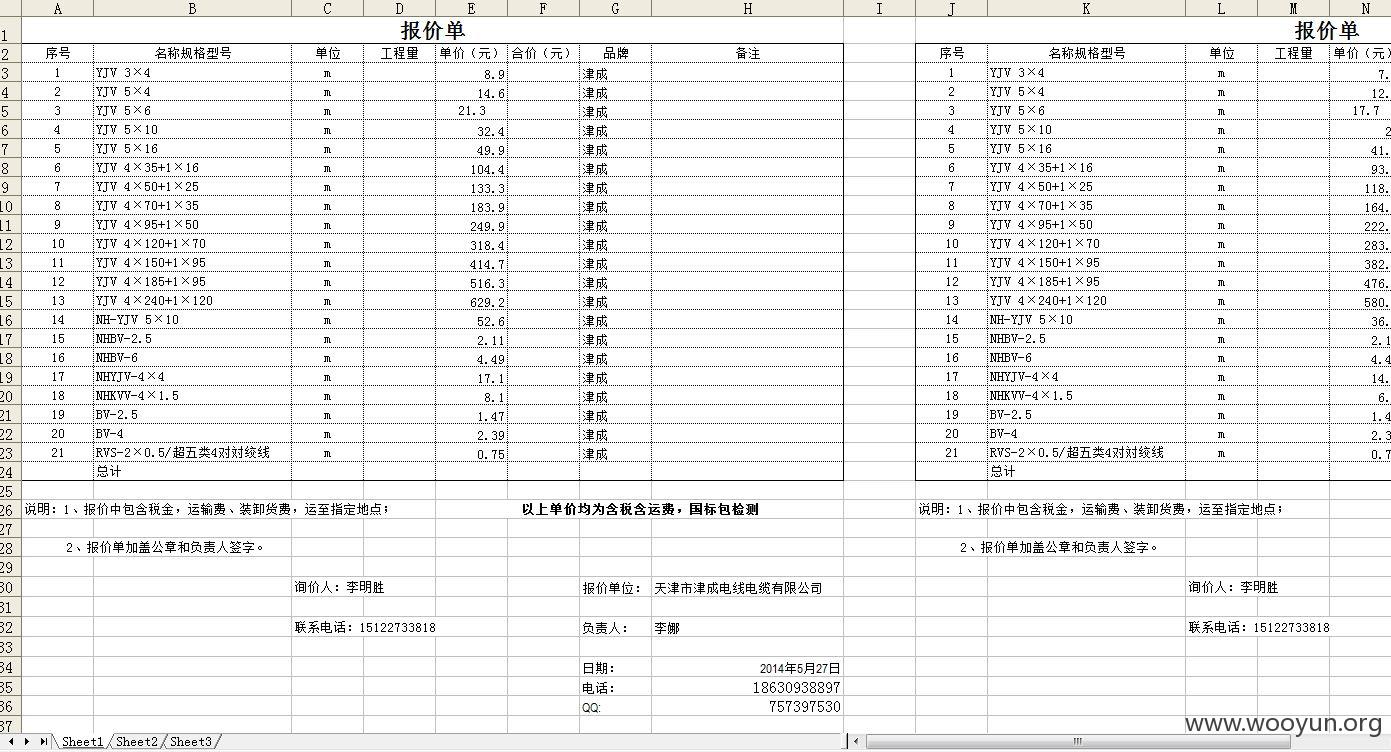 A B C D E F G H I J K L M N
1 报价单 报价单
2 序号 名称规格型号 单位 工程量 单价（元） 合价（元） 品牌 备注 序号 名称规格型号 单位 工程量 单价（元）
3 1 YJV 3×4 m 8.9 津成 1 YJV 3×4 m 7.
4 2 YJV 5×4 m 14.6 津成 2 YJV 5×4 m 12.
5 3 YJV 5×6 m 21.3 津成 3 YJV 5×6 m 17.7
6 4 YJV 5×10 m 32.4 津成 4 YJV 5×10 m 2
7 5 YJV 5×16 m 49.9 津成 5 YJV 5×16 m 41.
8 6 YJV 4×35+1×16 m 104.4 津成 6 YJV 4×35+1×16 m 93.
9 7 YJV 4×50+1×25 m 133.3 津成 7 YJV 4×50+1×25 m 118.
10 8 YJV 4×70+1×35 m 183.9 津成 8 YJV 4×70+1×35 m 164.
11 9 YJV 4×95+1×50 m 249.9 津成 9 YJV 4×95+1×50 m 222.
12 10 YJV 4×120+1×70 m 318.4 津成 10 YJV 4×120+1×70 m 283.
13 11 YJV 4×150+1×95 m 414.7 津成 11 YJV 4×150+1×95 m 382.
14 12 YJV 4×185+1×95 m 516.3 津成 12 YJV 4×185+1×95 m 476.
15 13 YJV 4×240+1×120 m 629.2 津成 13 YJV 4×240+1×120 m 580.
16 14 NH-YJV 5×10 m 52.6 津成 14 NH-YJV 5×10 m 36.
17 15 NHBV-2.5 m 2.11 津成 15 NHBV-2.5 m 2.1
18 16 NHBV-6 m 4.49 津成 16 NHBV-6 m 4.4
19 17 NHYJV-4×4 m 17.1 津成 17 NHYJV-4×4 m 14.
20 18 NHKVV-4×1.5 m 8.1 津成 18 NHKVV-4×1.5 m 6.
21 19 BV-2.5 m 1.47 津成 19 BV-2.5 m 1.4
22 20 BV-4 m 2.39 津成 20 BV-4 m 2.3
23 21 RVS-2×0.5/超五类4对对绞线 m 0.75 津成 21 RVS-2×0.5/超五类4对对绞线 m 0.7
24 总计 总计
25
26 说明：1、报价中包含税金，运输费、装卸货费，运至指定地点； 以上单价均为含税含运费，国标包检测 说明：1、报价中包含税金，运输费、装卸货费，运至指定地点；
27
28 2、报价单加盖公章和负责人签字。 2、报价单加盖公章和负责人签字。
29
30 询价人：李明胜 报价单位： 天津市津成电线电缆有限公司 询价人：李明胜
31
32 联系电话：15122733818 负责人： 李娜 联系电话：15122733818
33
34 日期： 2014年5月27日
35 电话： 18630938897
36 QQ: 757397530
37
www.wooyun.org
Sheet1 Sheet2 Sheet3